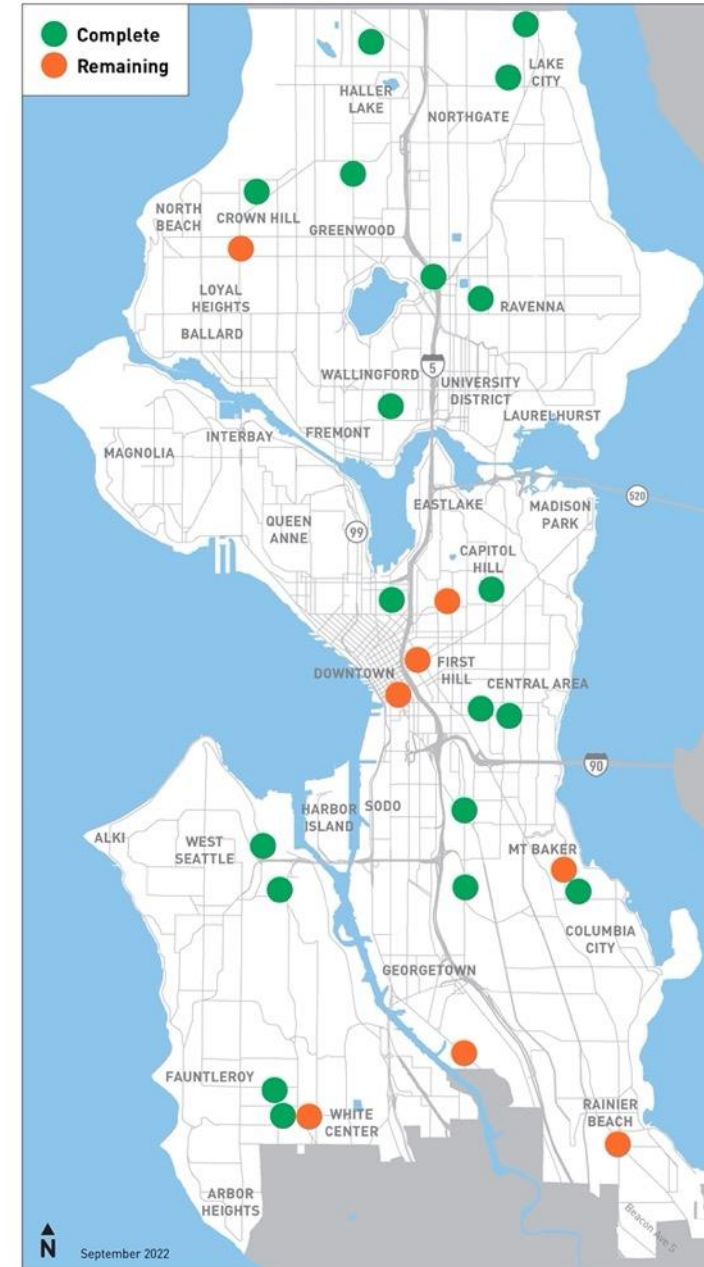 Complete
Remaining
LAKE
CITY
HALLER
LAKE
NORTHGATE
NORTH
BEACH
CROWN HILL
GREENWOOD
LOYAL
HEIGHTS
RAVENNA
BALLARD
5
WALLINGFORD
UNIVERSITY
DISTRICT
LAURELHURST
FREMONT
INTERBAY
MAGNOLIA
520
EASTLAKE
MADISON
PARK
QUEEN
ANNE
99
CAPITOL
HILL
FIRST
HILL
DOWNTOWN
CENTRAL AREA
90
HARBOR
ISLAND
SODO
ALKI
WEST
SEATTLE
MT BAKER
COLUMBIA
CITY
GEORGETOWN
FAUNTLEROY
WHITE
CENTER
RAINIER
BEACH
ARBOR
HEIGHTS
Beacon Ave S
N
September 2022